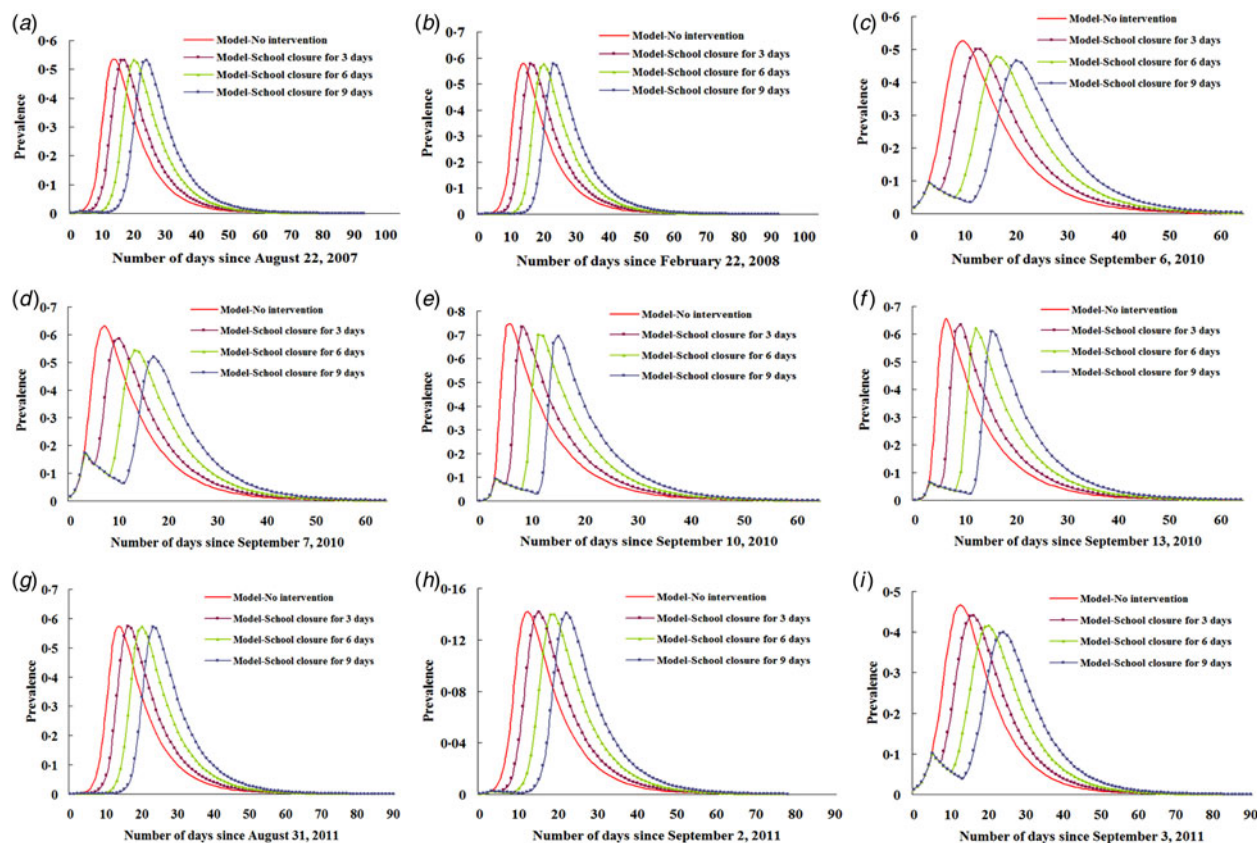 (a)
0·6
0·5
0·4
0·3
0·2
0·1
0
Prevalence
Model-No intervention
Model-School closure for 3 days
Model-School closure for 6 days
Model-School closure for 9 days
0 10 20 30 40 50 60 70 80 90 100
Number of days since August 22, 2007
(b)
0·7
0·6
0·5
0·4
0·3
0·2
0·1
0
Prevalence
Model-No intervention
Model-School closure for 3 days
Model-School closure for 6 days
Model-School closure for 9 days
0 10 20 30 40 50 60 70 80 90 100
Number of days since February 22, 2008
(c)
0·6
0·5
0·4
0·3
0·2
0·1
0
Prevalence
Model-No intervention
Model-School closure for 3 days
Model-School closure for 6 days
Model-School closure for 9 days
0 10 20 30 40 50 60
Number of days since September 6, 2010
(d)
0·7
0·6
0·5
0·4
0·3
0·2
0·1
0
Prevalence
Model-No intervention
Model-School closure for 3 days
Model-School closure for 6 days
Model-School closure for 9 days
0 10 20 30 40 50 60
Number of days since September 7, 2010
(e)
0·8
0·7
0·6
0·5
0·4
0·3
0·2
0·1
0
Prevalence
Model-No intervention
Model-School closure for 3 days
Model-School closure for 6 days
Model-School closure for 9 days
0 10 20 30 40 50 60
Number of days since September 10, 2010
(f)
0·7
0·6
0·5
0·4
0·3
0·2
0·1
0
Prevalence
Model-No intervention
Model-School closure for 3 days
Model-School closure for 6 days
Model-School closure for 9 days
0 10 20 30 40 50 60
Number of days since September 13, 2010
(g)
0·7
0·6
0·5
0·4
0·3
0·2
0·1
0
Prevalence
Model-No intervention
Model-School closure for 3 days
Model-School closure for 6 days
Model-School closure for 9 days
0 10 20 30 40 50 60 70 80 90
Number of days since August 31, 2011
(h)
0·16
0·12
0·08
0·04
0
Prevalence
Model-No intervention
Model-School closure for 3 days
Model-School closure for 6 days
Model-School closure for 9 days
0 10 20 30 40 50 60 70 80 90
Number of days since September 2, 2011
(i)
0·5
0·4
0·3
0·2
0·1
0
Prevalence
Model-No intervention
Model-School closure for 3 days
Model-School closure for 6 days
Model-School closure for 9 days
0 10 20 30 40 50 60 70 80 90
Number of days since September 3, 2011